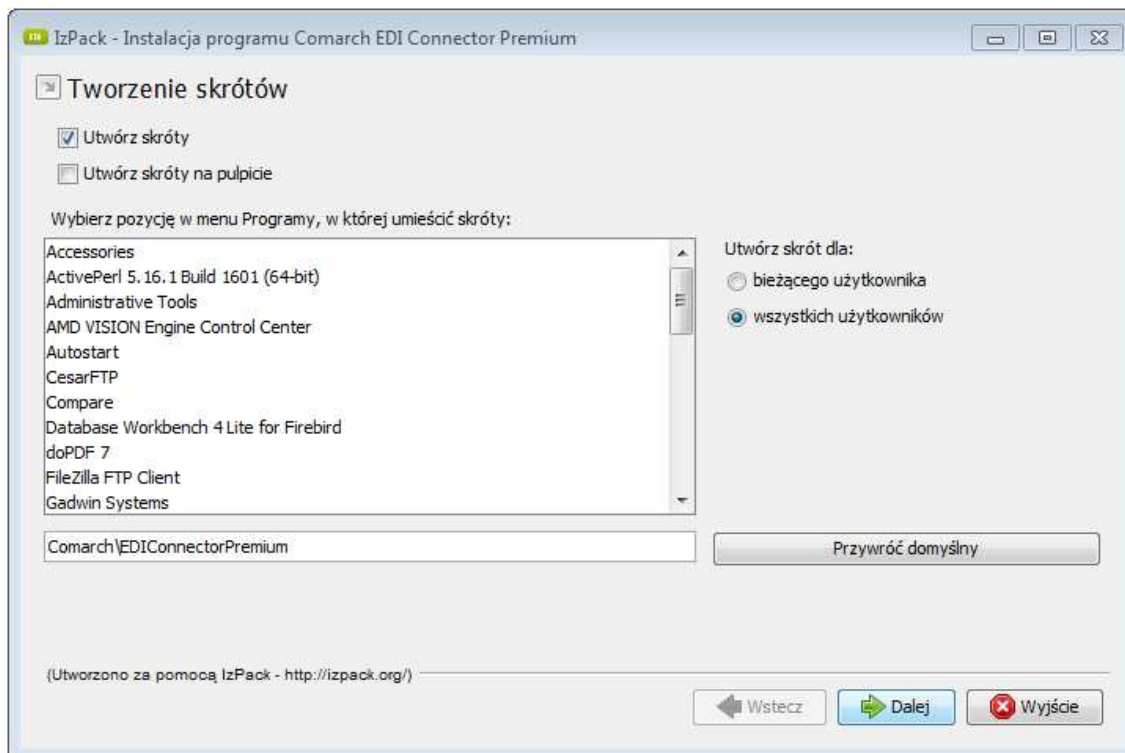 IzPack - Instalacja programu Comarch EDI Connector Premium
Tworzenie skrótów
Utwórz skróty
Utwórz skróty na pulpicie
Wybierz pozycję w menu Programy, w której umieścić skróty:
Accessories
ActivePerl 5.16.1 Build 1601 (64-bit)
Administrative Tools
AMD VISION Engine Control Center
Autostart
CesarFTP
Compare
Database Workbench 4 Lite for Firebird
doPDF 7
FileZilla FTP Client
Gadwin Systems
Utwórz skrót dla:
bieżącego użytkownika
wszystkich użytkowników
Comarch\EDIConnectorPremium
Przywróć domyślny
(Utworzono za pomocą IzPack - http://izpack.org/)
Wstecz
Dalej
Wyjście